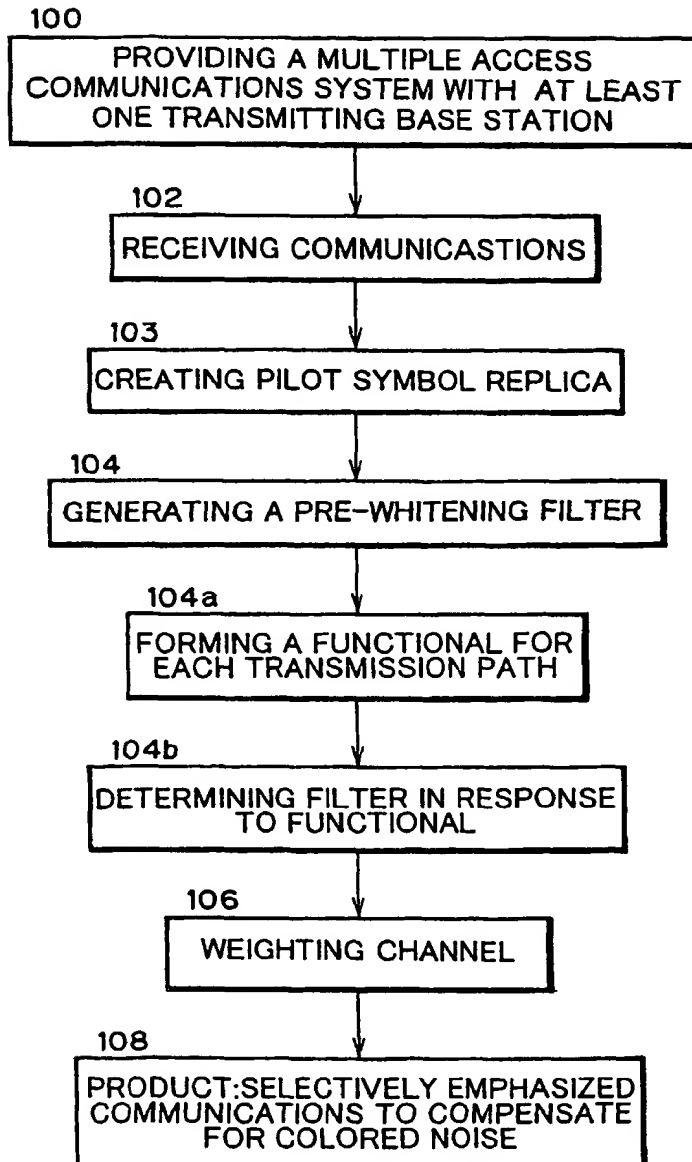 100
PROVIDING A MULTIPLE ACCESS
COMMUNICATIONS SYSTEM WITH AT LEAST
ONE TRANSMITTING BASE STATION
102
RECEIVING COMMUNICASTIONS
103
CREATING PILOT SYMBOL REPLICA
104
GENERATING A PRE-WHITENING FILTER
104a
FORMING A FUNCTIONAL FOR
EACH TRANSMISSION PATH
104b
DETERMINING FILTER IN RESPONSE
TO FUNCTIONAL
106
WEIGHTING CHANNEL
108
PRODUCT:SELECTIVELY EMPHASIZED
COMMUNICATIONS TO COMPENSATE
FOR COLORED NOISE